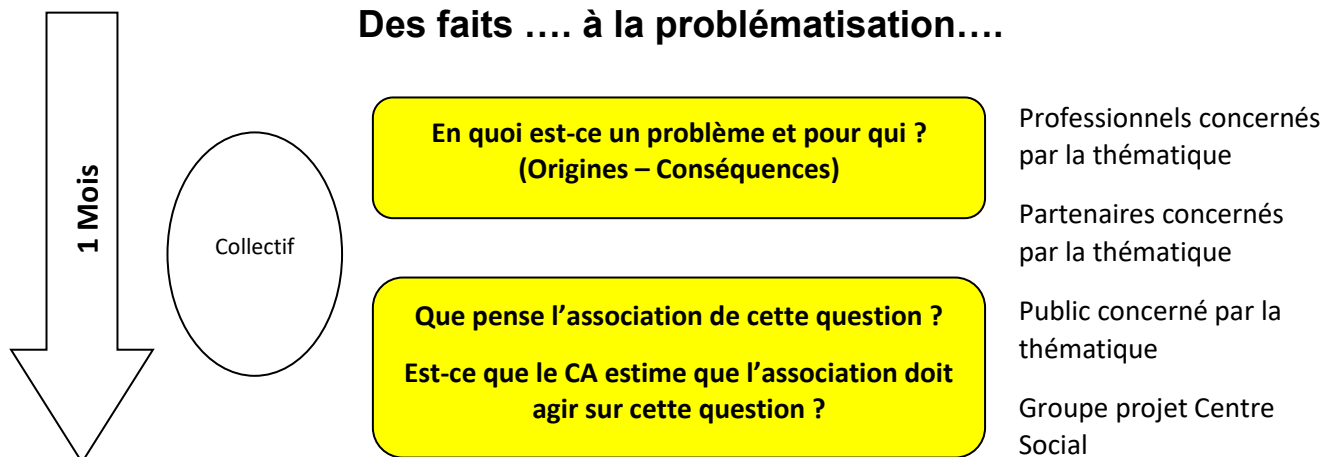 Des faits …. à la problématisation….
1 Mois
Collectif
En quoi est-ce un problème et pour qui ?
(Origines – Conséquences)
Que pense l’association de cette question ?
Est-ce que le CA estime que l’association doit
agir sur cette question ?
Professionnels concernés
par la thématique
Partenaires concernés
par la thématique
Public concerné par la
thématique
Groupe projet Centre
Social